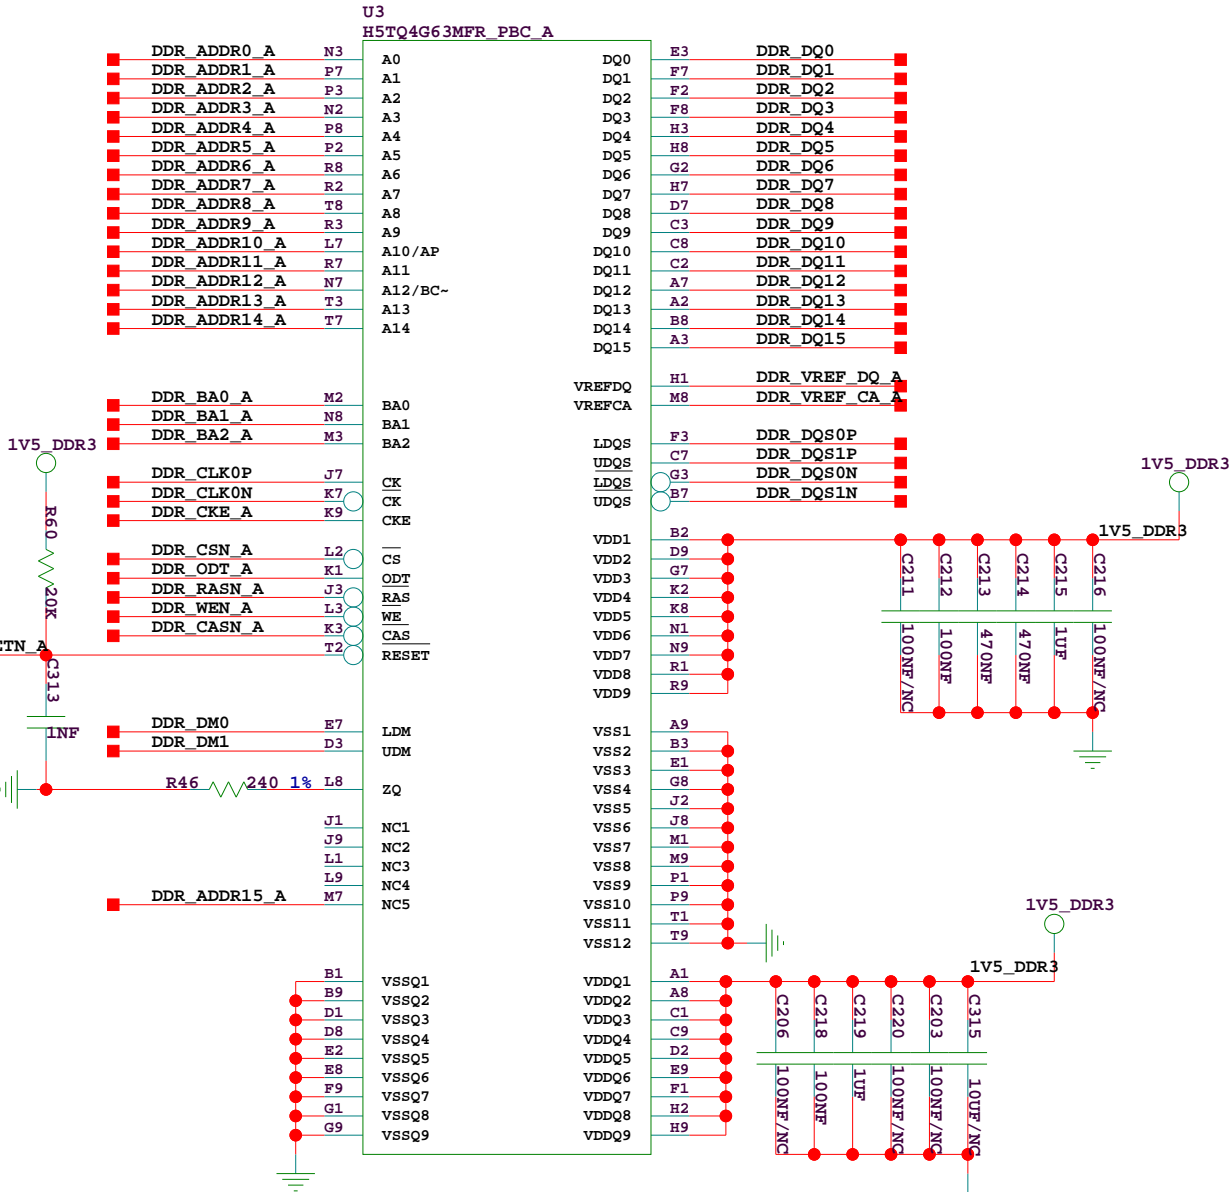 U3
H5TQ4G63MFR_PBC_A
DDR_ADDR0_A N3 A0 DQ0 E3 DDR_DQ0
DDR_ADDR1_A P7 A1 DQ1 F7 DDR_DQ1
DDR_ADDR2_A P3 A2 DQ2 F2 DDR_DQ2
DDR_ADDR3_A N2 A3 DQ3 F8 DDR_DQ3
DDR_ADDR4_A P8 A4 DQ4 H3 DDR_DQ4
DDR_ADDR5_A P2 A5 DQ5 H8 DDR_DQ5
DDR_ADDR6_A R8 A6 DQ6 G2 DDR_DQ6
DDR_ADDR7_A R2 A7 DQ7 H7 DDR_DQ7
DDR_ADDR8_A T8 A8 DQ8 D7 DDR_DQ8
DDR_ADDR9_A R3 A9 DQ9 C3 DDR_DQ9
DDR_ADDR10_A L7 A10/AP DQ10 C8 DDR_DQ10
DDR_ADDR11_A R7 A11 DQ11 C2 DDR_DQ11
DDR_ADDR12_A N7 A12/BC~ DQ12 A7 DDR_DQ12
DDR_ADDR13_A T3 A13 DQ13 A2 DDR_DQ13
DDR_ADDR14_A T7 A14 DQ14 B8 DDR_DQ14
DQ15 A3 DDR_DQ15
VREFDQ H1 DDR_VREF_DQ_A
DDR_BA0_A M2 BA0 VREFCA M8 DDR_VREF_CA_A
DDR_BA1_A N8 BA1
DDR_BA2_A M3 BA2 LDQS F3 DDR_DQS0P
1V5_DDR3 UDQS C7 DDR_DQS1P 1V5_DDR3
DDR_CLK0P J7 CK LDQS G3 DDR_DQS0N
DDR_CLK0N K7 CK UDQS B7 DDR_DQS1N
DDR_CKE_A K9 CKE
R60 20K
VDD1 B2 1V5_DDR3
DDR_CSN_A L2 CS VDD2 D9
DDR_ODT_A K1 ODT VDD3 G7
DDR_RASN_A J3 RAS VDD4 K2
DDR_WEN_A L3 WE VDD5 K8
DDR_CASN_A K3 CAS VDD6 N1
ETN_A T2 RESET VDD7 N9
VDD8 R1
VDD9 R9
C211 100NF/NC
C212 100NF
C213 470NF
C214 470NF
C215 1UF
C216 100NF/NC
C313 1NF
DDR_DM0 E7 LDM VSS1 A9
DDR_DM1 D3 UDM VSS2 B3
VSS3 E1
R46 240 1% L8 ZQ VSS4 G8
VSS5 J2
J1 NC1 VSS6 J8
J9 NC2 VSS7 M1
L1 NC3 VSS8 M9
L9 NC4 VSS9 P1
DDR_ADDR15_A M7 NC5 VSS10 P9
VSS11 T1
VSS12 T9
1V5_DDR3
1V5_DDR3
B1 VSSQ1 VDDQ1 A1
B9 VSSQ2 VDDQ2 A8
D1 VSSQ3 VDDQ3 C1
D8 VSSQ4 VDDQ4 C9
E2 VSSQ5 VDDQ5 D2
E8 VSSQ6 VDDQ6 E9
F9 VSSQ7 VDDQ7 F1
G1 VSSQ8 VDDQ8 H2
G9 VSSQ9 VDDQ9 H9
C206 100NF/NC
C218 100NF
C219 1UF
C220 100NF/NC
C203 100NF/NC
C315 10UF/NC